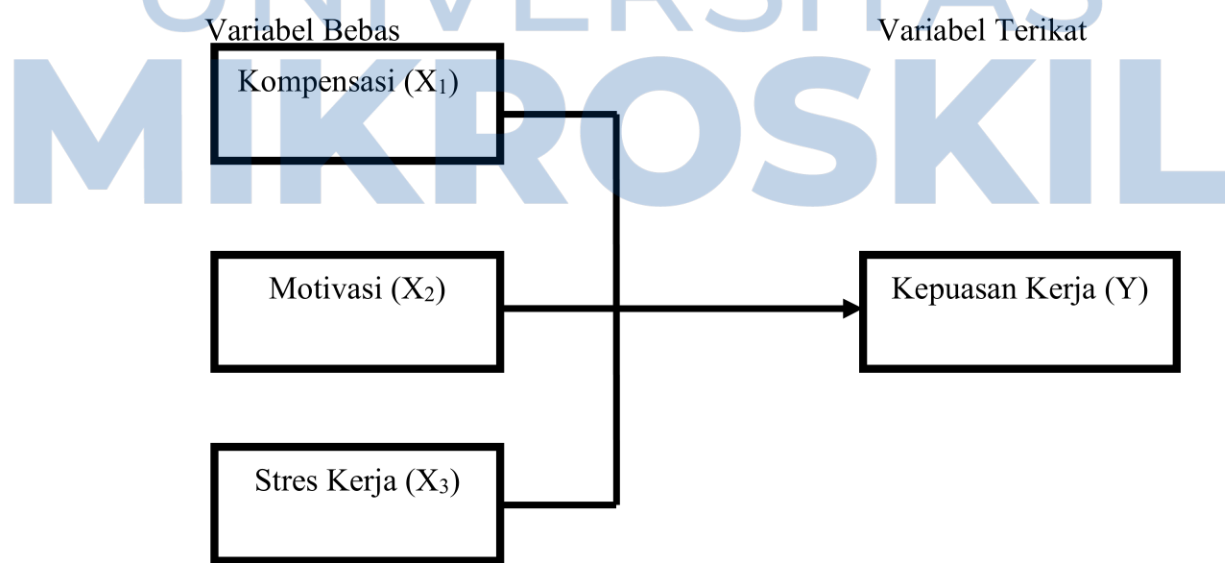 UNIVERSITAS
MIKROSKIL
Variabel Bebas
Variabel Terikat
Kompensasi (X₁)
Motivasi (X₂)
Kepuasan Kerja (Y)
Stres Kerja (X₃)